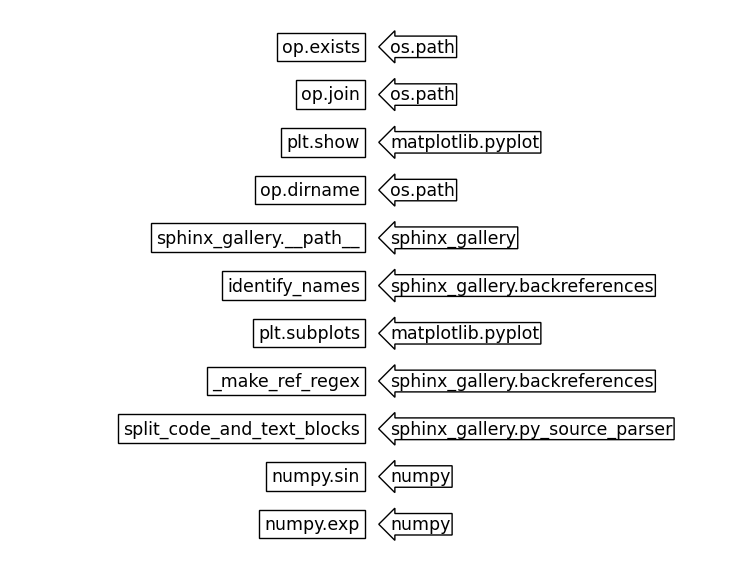 op.exists os.path
op.join os.path
plt.show matplotlib.pyplot
op.dirname os.path
sphinx_gallery.__path__ sphinx_gallery
identify_names sphinx_gallery.backreferences
plt.subplots matplotlib.pyplot
_make_ref_regex sphinx_gallery.backreferences
split_code_and_text_blocks sphinx_gallery.py_source_parser
numpy.sin numpy
numpy.exp numpy